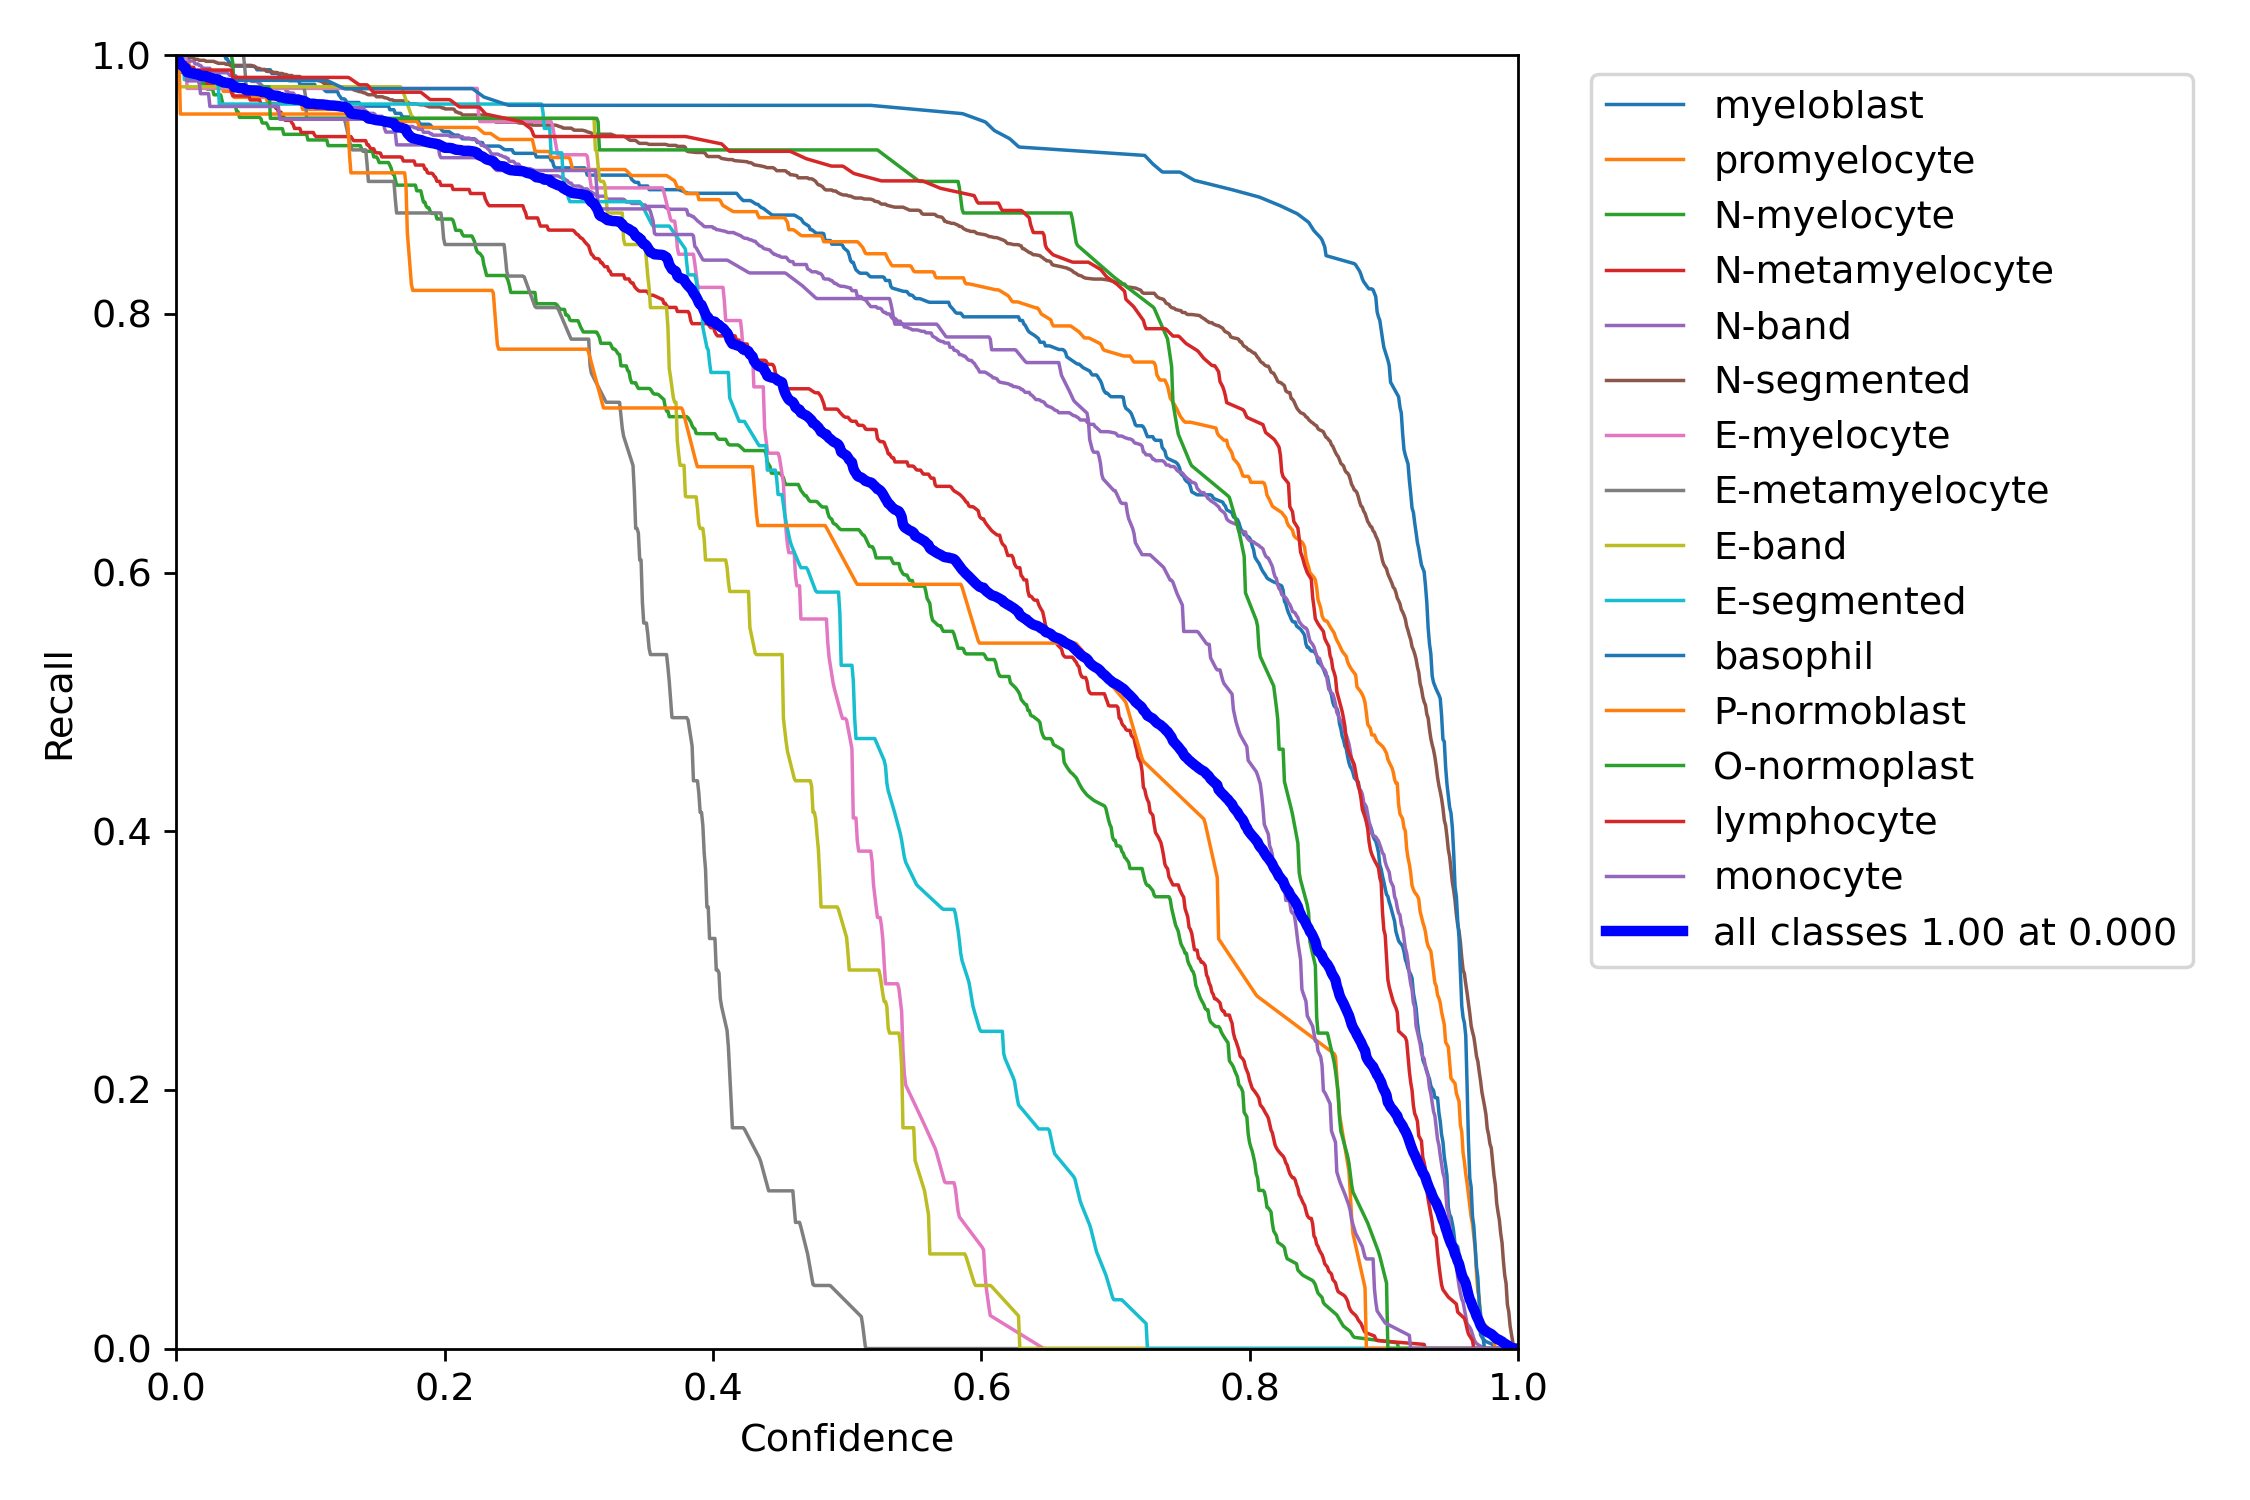 1.0
0.8
0.6
0.4
0.2
0.0
Recall
0.0 0.2 0.4 0.6 0.8 1.0
Confidence
myeloblast
promyelocyte
N-myelocyte
N-metamyelocyte
N-band
N-segmented
E-myelocyte
E-metamyelocyte
E-band
E-segmented
basophil
P-normoblast
O-normoplast
lymphocyte
monocyte
all classes 1.00 at 0.000